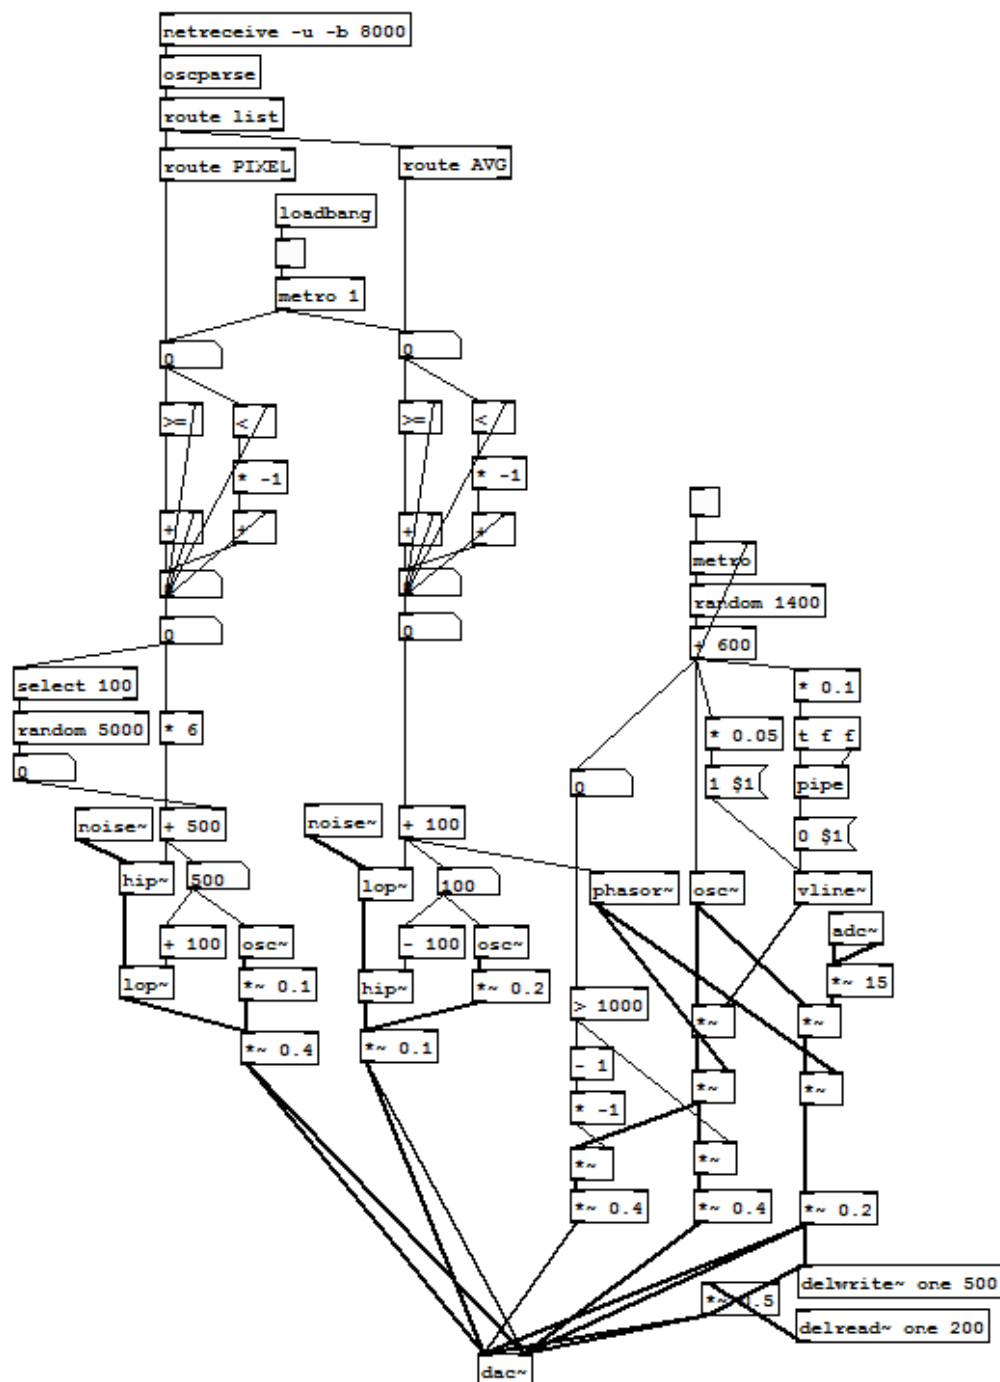 netreceive -u -b 8000
oscparse
route list
route PIXEL
route AVG
loadbang
metro 1
0
0
>=
<
>=
<
* -1
* -1
+
+
+
+
0
0
metro
random 1400
+ 600
select 100
* 0.1
random 5000
* 6
* 0.05
t f f
0
0
1 $1
pipe
noise~
+ 500
noise~
+ 100
0 $1
hip~
500
lop~
100
phasor~
osc~
vline~
+ 100
osc~
- 100
osc~
adc~
lop~
*~ 0.1
hip~
*~ 0.2
*~ 15
> 1000
*~
*~
*~ 0.4
*~ 0.1
- 1
*~
*~
* -1
*~
*~
*~ 0.4
*~ 0.4
*~ 0.2
delwrite~ one 500
*~ 0.5
delread~ one 200
dac~